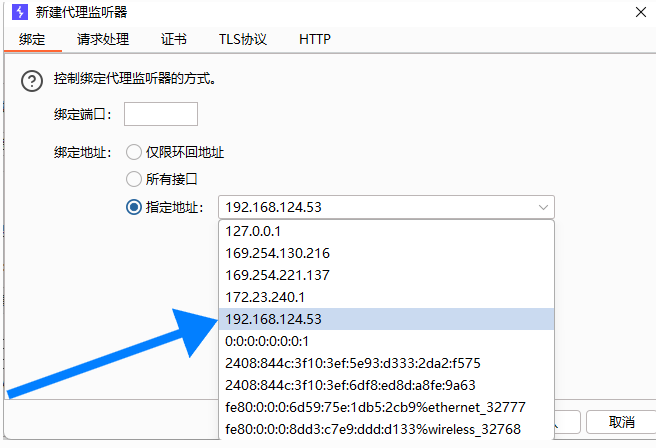 新建代理监听器
绑定 请求处理 证书 TLS协议 HTTP
控制绑定代理监听器的方式。
绑定端口:
绑定地址: 仅限环回地址
所有接口
指定地址: 192.168.124.53
127.0.0.1
169.254.130.216
169.254.221.137
172.23.240.1
192.168.124.53
0:0:0:0:0:0:0:1
2408:844c:3f10:3ef:5e93:d333:2da2:f575
2408:844c:3f10:3ef:6df8:ed8d:a8fe:9a63
fe80:0:0:0:6d59:75e:1db5:2cb9%ethernet_32777
fe80:0:0:0:8dd3:c7e9:ddd:d133%wireless_32768
取消